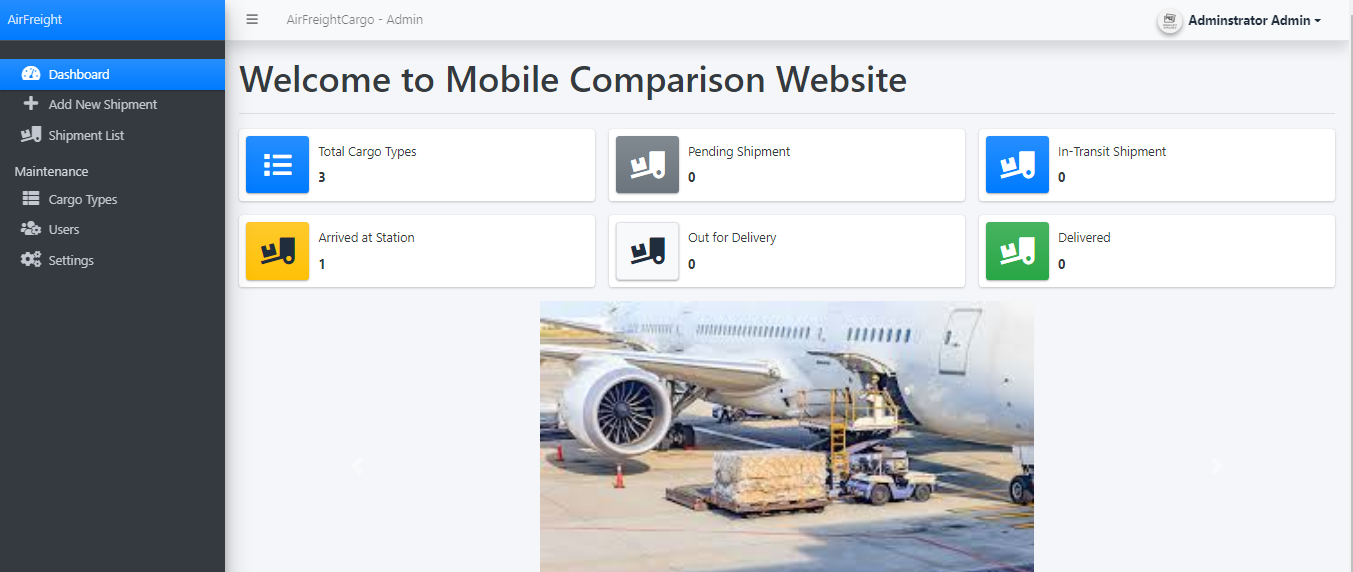 AirFreight
AirFreightCargo - Admin
Adminstrator Admin
Dashboard
Add New Shipment
Shipment List
Maintenance
Cargo Types
Users
Settings
Welcome to Mobile Comparison Website
Total Cargo Types
3
Pending Shipment
0
In-Transit Shipment
0
Arrived at Station
1
Out for Delivery
0
Delivered
0